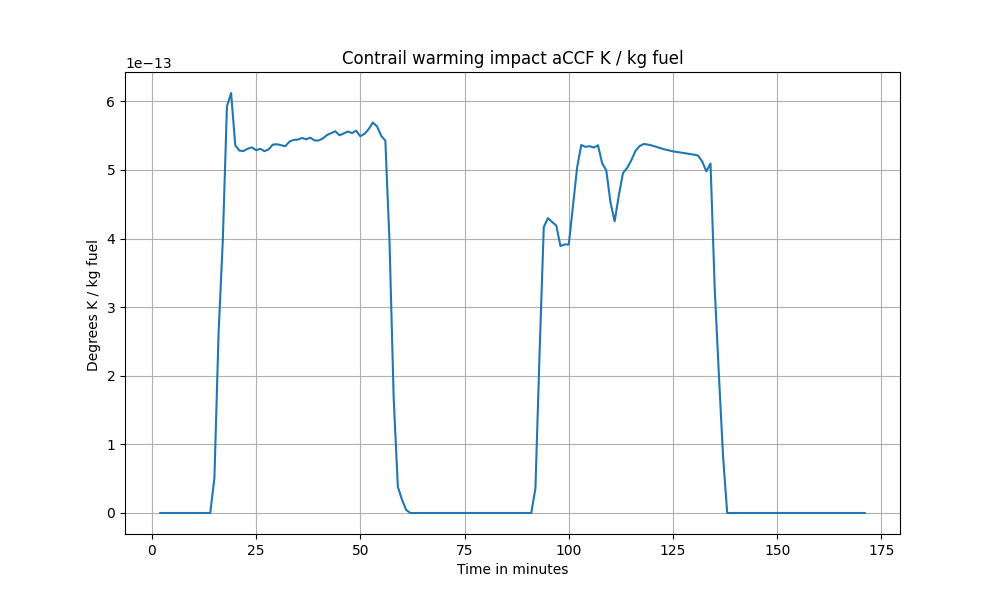 Contrail warming impact aCCF K / kg fuel
1e−13
6
5
4
3
2
1
0
Degrees K / kg fuel
0 25 50 75 100 125 150 175
Time in minutes